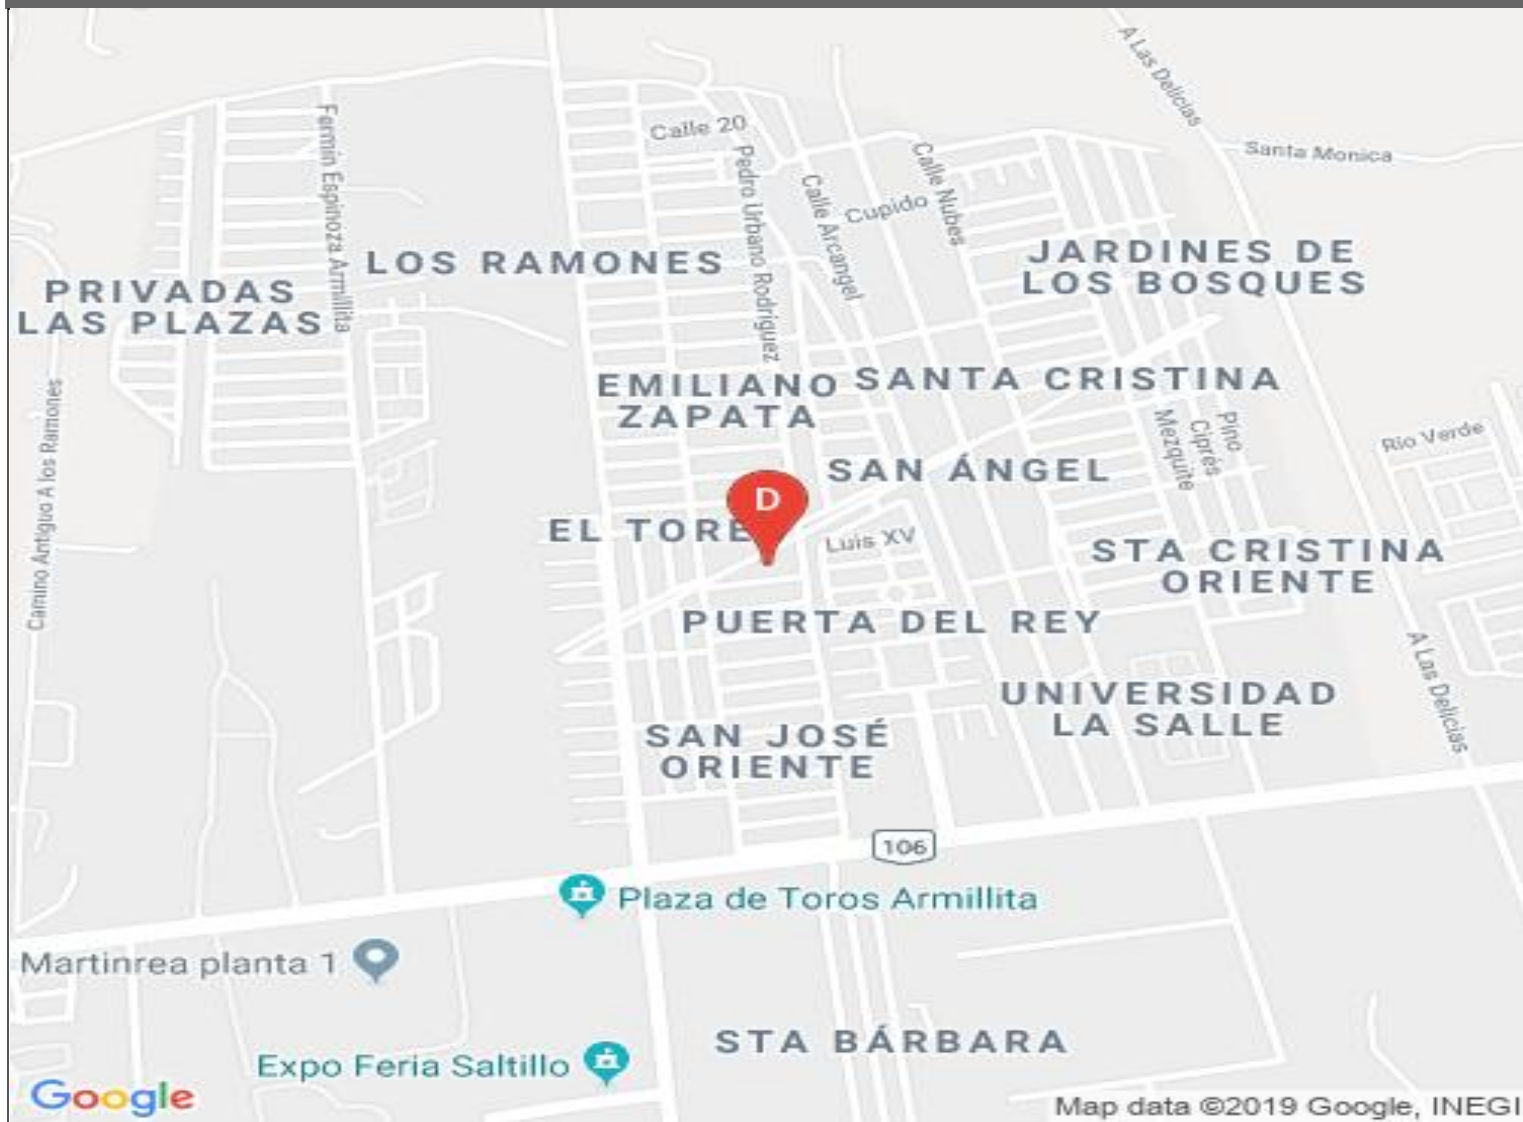 A Las Delicias
Santa Monica
Calle 20
Fermin Espinoza Armillita
Pedro Urbano Rodríguez
Calle Arcangel
Cupido
Calle Nubes
LOS RAMONES
JARDINES DE
LOS BOSQUES
PRIVADAS
LAS PLAZAS
EMILIANO
ZAPATA
SANTA CRISTINA
Camino Antiguo A los Ramones
Mezquite
Ciprés
Pino
Rio Verde
SAN ÁNGEL
D
EL TORE
Luis XV
STA CRISTINA
ORIENTE
PUERTA DEL REY
A Las Delicias
UNIVERSIDAD
LA SALLE
SAN JOSÉ
ORIENTE
106
Plaza de Toros Armillita
Martinrea planta 1
STA BÁRBARA
Expo Feria Saltillo
Google
Map data ©2019 Google, INEGI